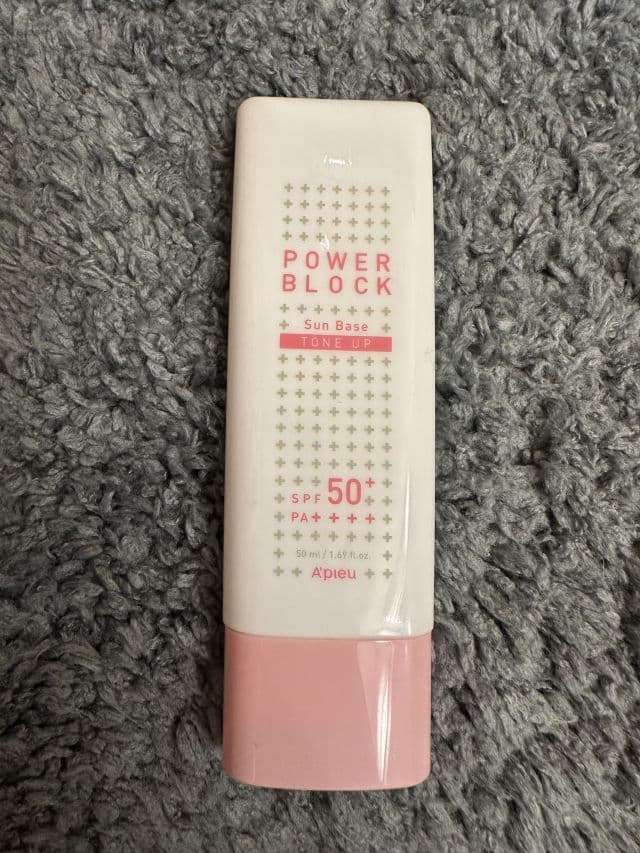 POWER
BLOCK
Sun Base
TONE UP
SPF 50+
PA++++
50 ml / 1.69 fl.oz.
A'PIEU